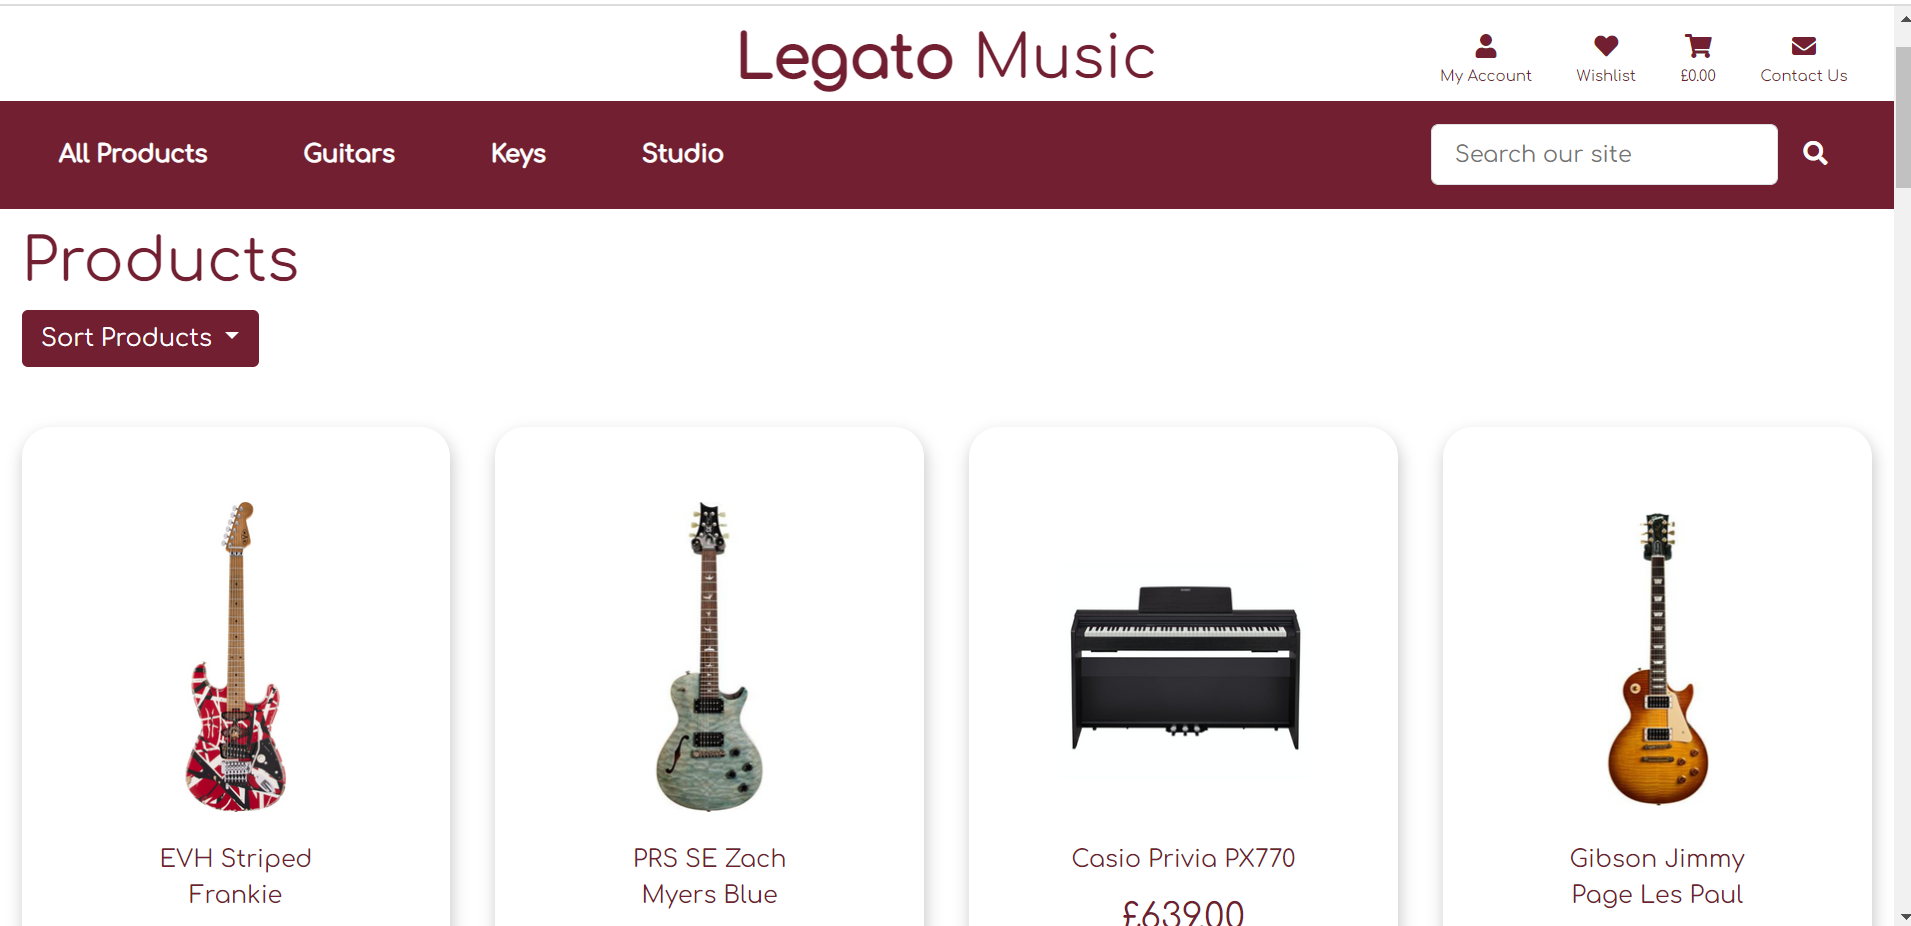 Legato Music
My Account
Wishlist
£0.00
Contact Us
All Products
Guitars
Keys
Studio
Search our site
Products
Sort Products
EVH Striped
Frankie
PRS SE Zach
Myers Blue
Casio Privia PX770
£639.00
Gibson Jimmy
Page Les Paul